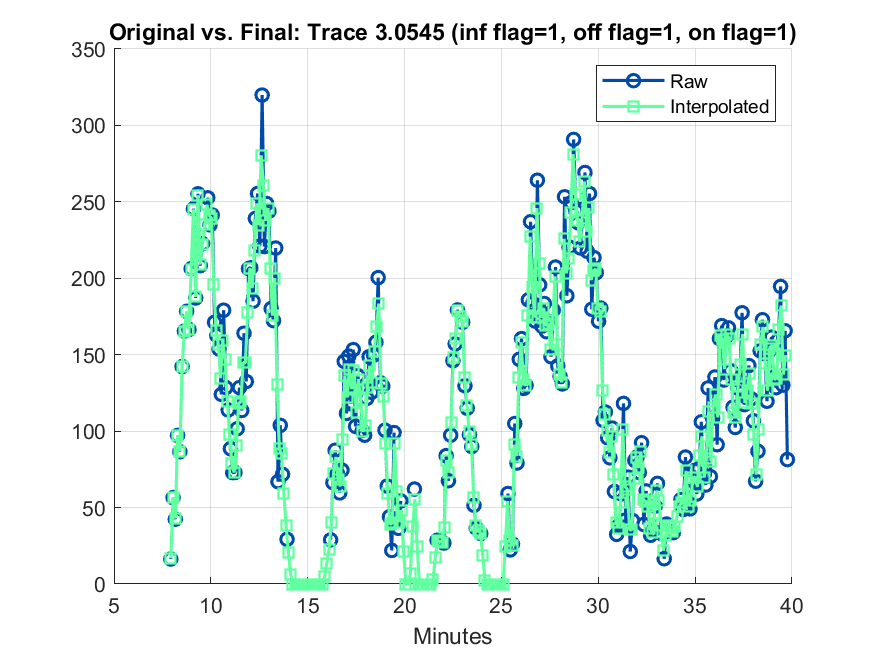 Original vs. Final: Trace 3.0545 (inf flag=1, off flag=1, on flag=1)
350
300
250
200
150
100
50
0
Raw
Interpolated
5 10 15 20 25 30 35 40
Minutes